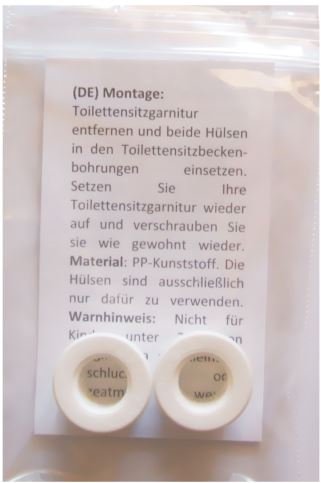 (DE) Montage:
Toilettensitzgarnitur
entfernen und beide Hülsen
in den Toilettensitzbecken-
bohrungen einsetzen.
Setzen Sie Ihre
Toilettensitzgarnitur wieder
auf und verschrauben Sie
sie wie gewohnt wieder.
Material: PP-Kunststoff. Die
Hülsen sind ausschließlich
nur dafür zu verwenden.
Warnhinweis: Nicht für
unter